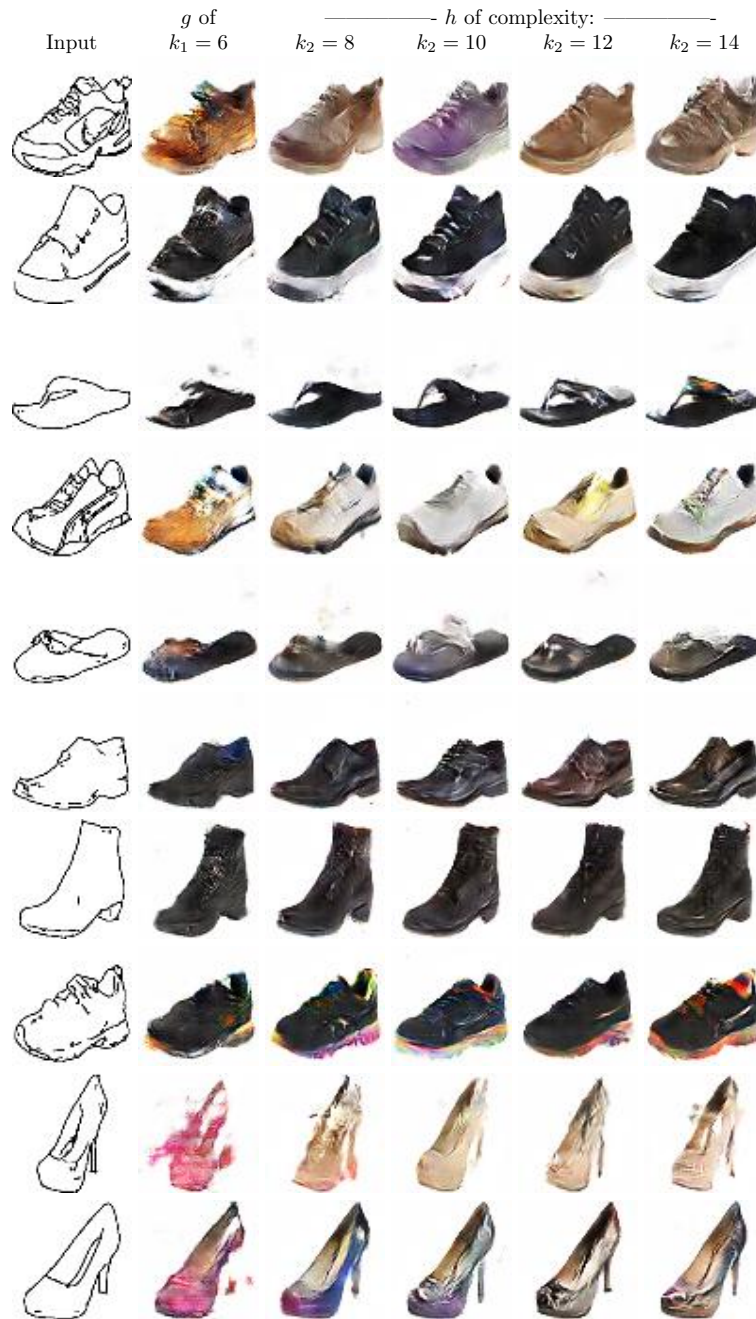 g of ————— h of complexity: —————
Input k₁ = 6 k₂ = 8 k₂ = 10 k₂ = 12 k₂ = 14